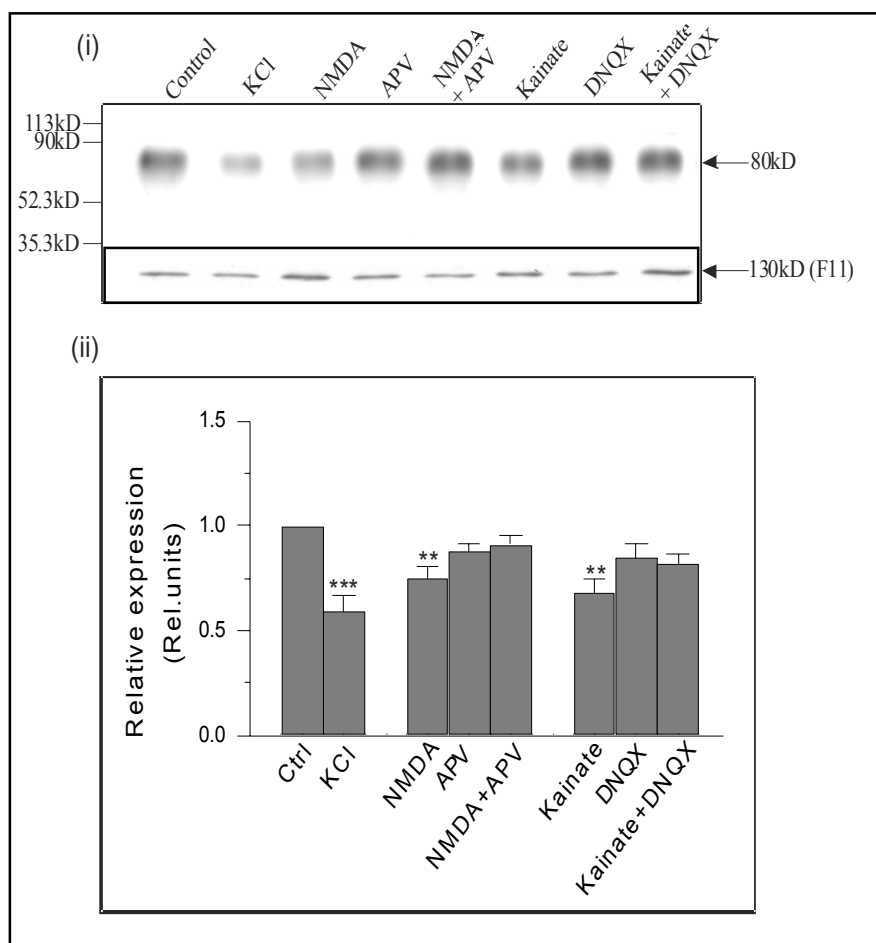 (i)
Control KCl NMDA APV NMDA + APV Kainate DNQX Kainate + DNQX
113kD
90kD
80kD
52.3kD
35.3kD
130kD (F11)
(ii)
Relative expression
(Rel.units)
1.5
1.0
0.5
0.0
***
**
**
Ctrl KCl NMDA APV NMDA+APV Kainate DNQX Kainate+DNQX